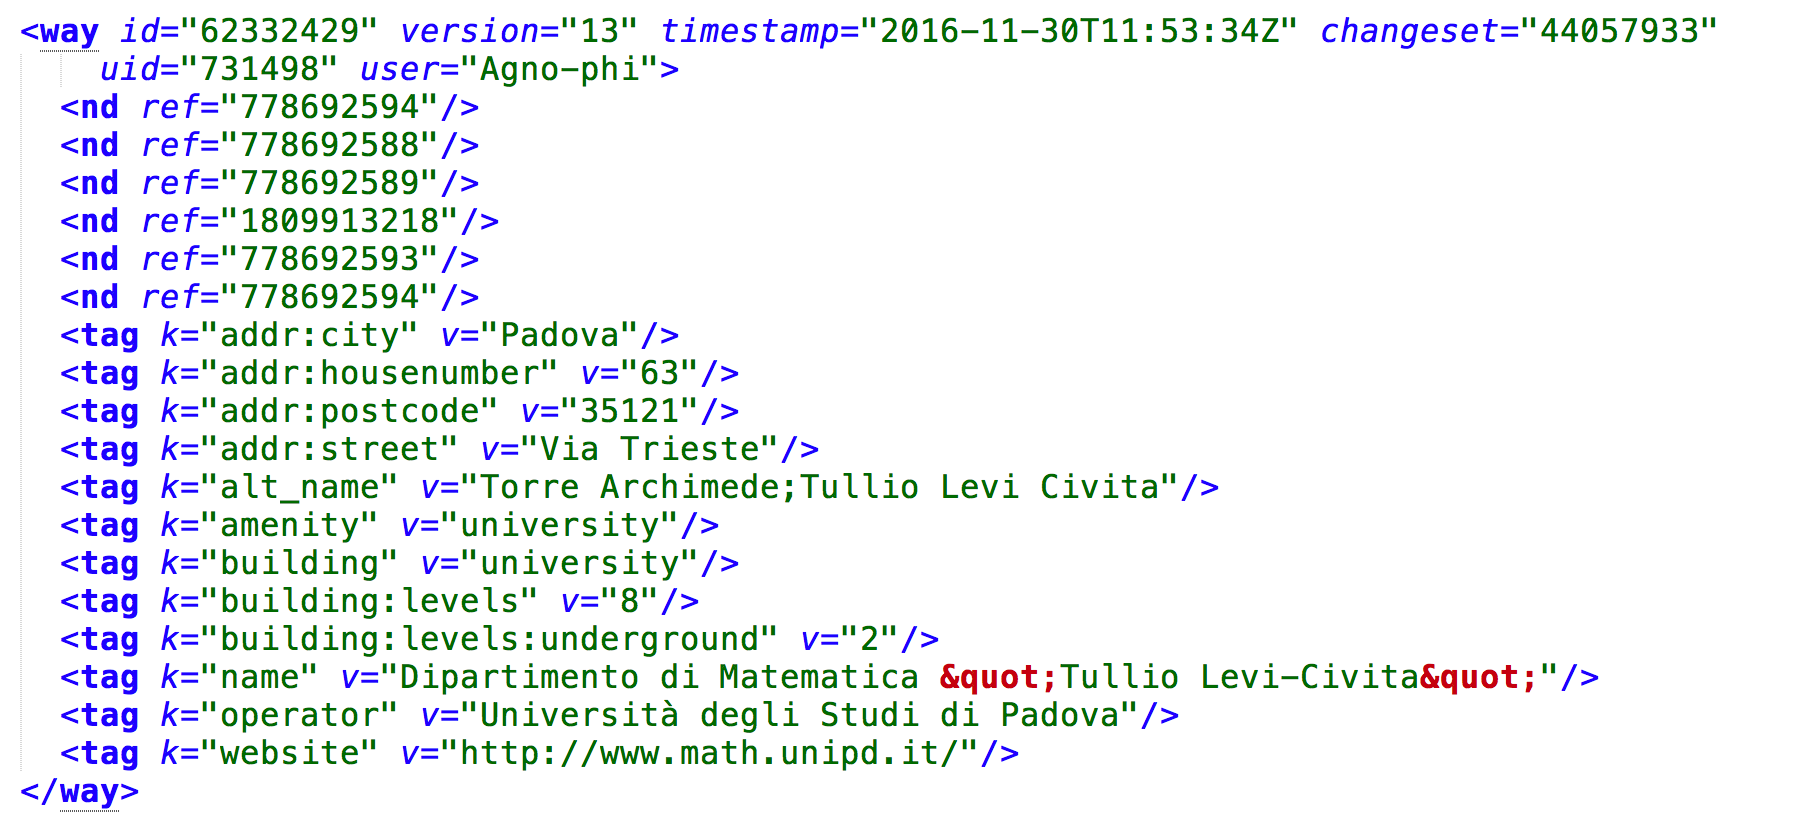 <way id="62332429" version="13" timestamp="2016-11-30T11:53:34Z" changeset="44057933"
uid="731498" user="Agno-phi">
<nd ref="778692594"/>
<nd ref="778692588"/>
<nd ref="778692589"/>
<nd ref="1809913218"/>
<nd ref="778692593"/>
<nd ref="778692594"/>
<tag k="addr:city" v="Padova"/>
<tag k="addr:housenumber" v="63"/>
<tag k="addr:postcode" v="35121"/>
<tag k="addr:street" v="Via Trieste"/>
<tag k="alt_name" v="Torre Archimede;Tullio Levi Civita"/>
<tag k="amenity" v="university"/>
<tag k="building" v="university"/>
<tag k="building:levels" v="8"/>
<tag k="building:levels:underground" v="2"/>
<tag k="name" v="Dipartimento di Matematica &quot;Tullio Levi-Civita&quot;"/>
<tag k="operator" v="Università degli Studi di Padova"/>
<tag k="website" v="http://www.math.unipd.it/"/>
</way>